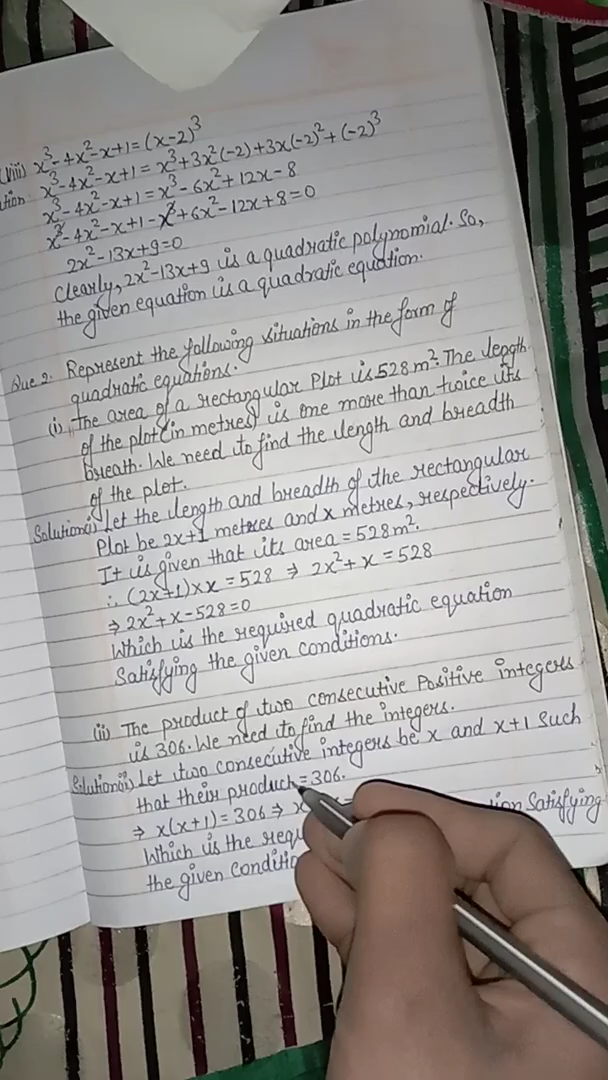 (viii) x³-4x²-x+1=(x-2)³
x³-4x²-x+1=x³+3x²(-2)+3x(-2)²+(-2)³
x³-4x²-x+1=x³-6x²+12x-8
x³-4x²-x+1-x³+6x²-12x+8=0
2x²-13x+9=0
Clearly, 2x²-13x+9 is a quadratic polynomial. So,
the given equation is a quadratic equation.
Que 2. Represent the following situations in the form of
quadratic equations.
(i) The area of a rectangular Plot is 528 m². The length
of the plot (in metres) is one more than twice its
breath. We need to find the length and breadth
of the plot.
Solution(i) Let the length and breadth of the rectangular
Plot be 2x+1 metres and x metres, respectively.
It is given that its area = 528m².
∴ (2x+1)×x = 528 ⇒ 2x²+x = 528
⇒ 2x²+x-528=0
Which is the required quadratic equation
Satisfying the given conditions.
(ii) The product of two consecutive Positive integers
is 306. We need to find the integers.
Solution(ii) Let two consecutive integers be x and x+1 Such
that their product = 306.
⇒ x(x+1)=306 ⇒
Which is the Satisfying
the given